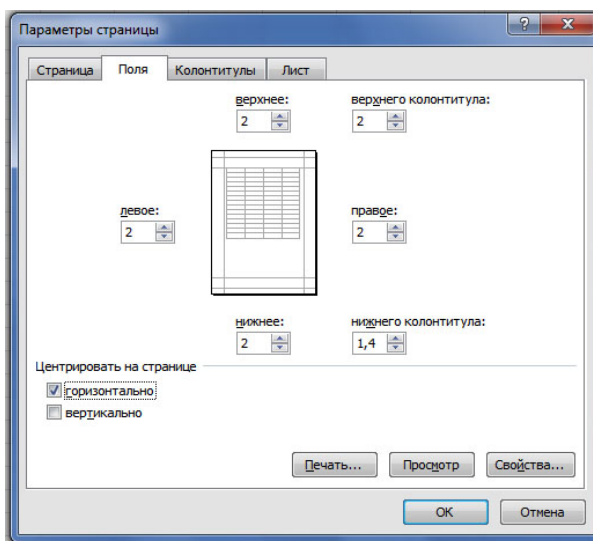 Параметры страницы
Страница Поля Колонтитулы Лист
верхнее: верхнего колонтитула:
2 2
левое: правое:
2 2
нижнее: нижнего колонтитула:
2 1,4
Центрировать на странице
горизонтально
вертикально
Печать... Просмотр Свойства...
ОК Отмена